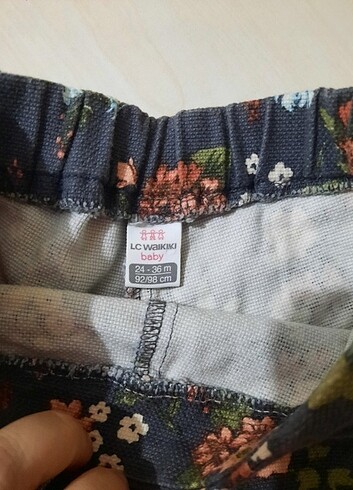 LC WAIKIKI
baby
24 - 36 m
92/98 cm